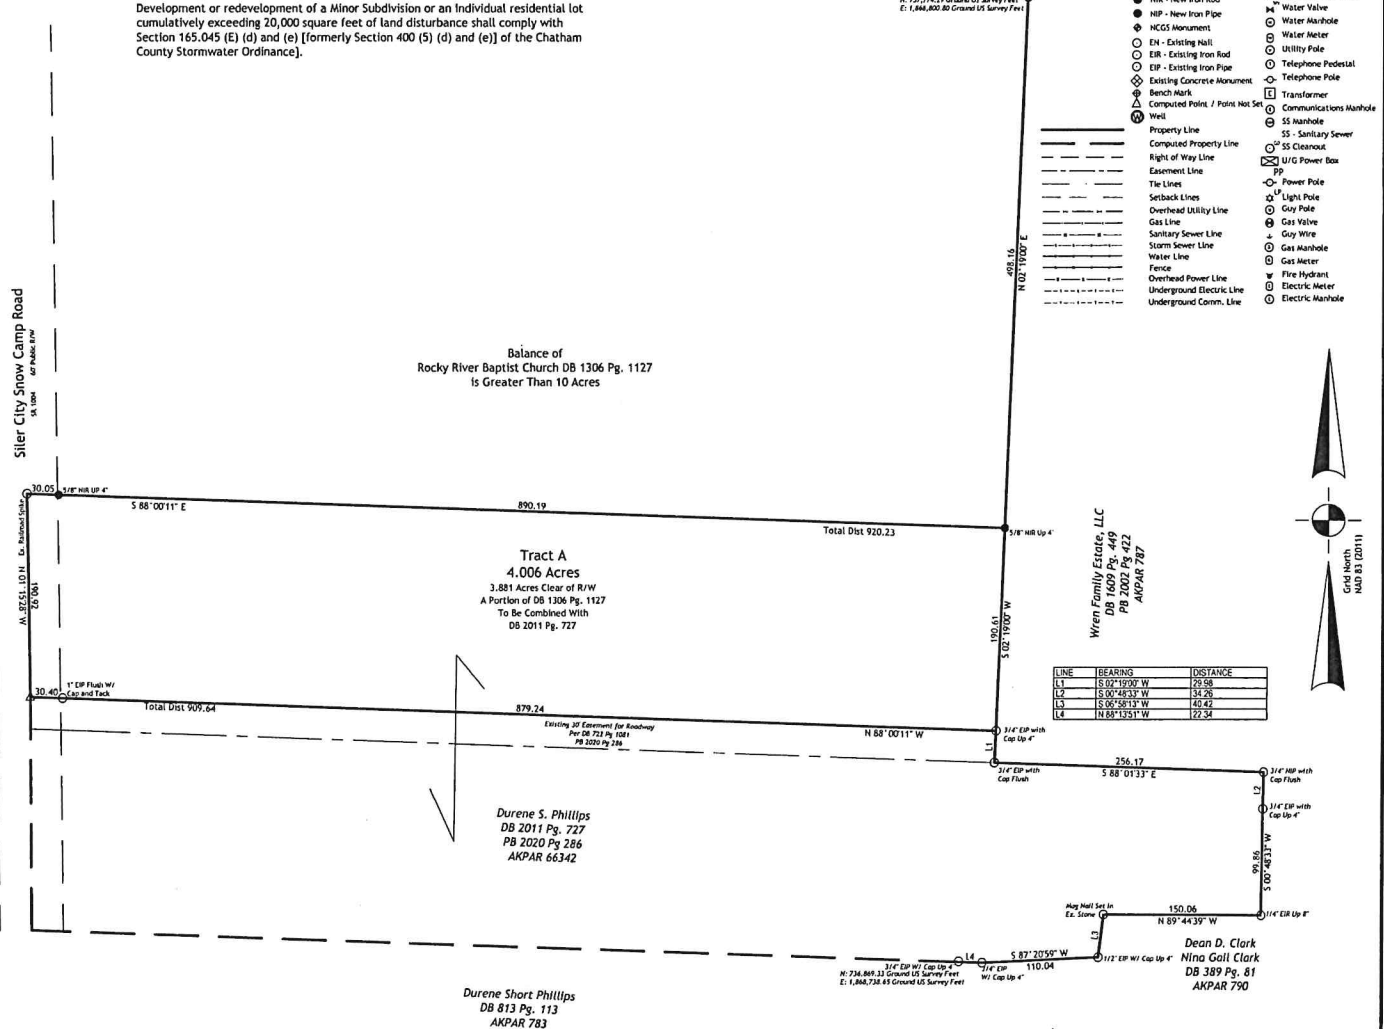 Development or redevelopment of a Minor Subdivision or an individual residential lot
cumulatively exceeding 20,000 square feet of land disturbance shall comply with
Section 165.045 (E) (d) and (e) [formerly Section 400 (5) (d) and (e)] of the Chatham
County Stormwater Ordinance].
E: 1,868,800.80 Ground US Survey Feet
NIP - New Iron Pipe
NCGS Monument
EN - Existing Nail
EIR - Existing Iron Rod
EIP - Existing Iron Pipe
Existing Concrete Monument
Bench Mark
Computed Point / Point Not Set
W Well
Property Line
Computed Property Line
Right of Way Line
Easement Line
Tie Lines
Setback Lines
Overhead Utility Line
Gas Line
Sanitary Sewer Line
Storm Sewer Line
Water Line
Fence
Overhead Power Line
Underground Electric Line
Underground Comm. Line
Water Valve
Water Manhole
Water Meter
Utility Pole
Telephone Pedestal
Telephone Pole
E Transformer
Communications Manhole
SS Manhole
SS - Sanitary Sewer
SS Cleanout
U/G Power Box
PP
Power Pole
LP
Light Pole
Guy Pole
Gas Valve
Guy Wire
Gas Manhole
Gas Meter
Fire Hydrant
Electric Meter
Electric Manhole
498.16
N 02°19'00" E
Siler City Snow Camp Road
SR 1004 60' Public R/W
Balance of
Rocky River Baptist Church DB 1306 Pg. 1127
is Greater Than 10 Acres
Grid North
NAD 83 (2011)
30.05
5/8" NIR UP 4"
S 88°00'11" E
890.19
Total Dist 920.23
5/8" NIR Up 4"
Ex. Railroad Spike
N 01°15'28" W
190.92
Tract A
4.006 Acres
3.881 Acres Clear of R/W
A Portion of DB 1306 Pg. 1127
To Be Combined With
DB 2011 Pg. 727
190.61
S 02°19'00" W
Wren Family Estate, LLC
DB 1609 Pg. 449
PB 2002 Pg 422
AKPAR 787
LINE BEARING DISTANCE
L1 S 02°19'00" W 29.98
L2 S 00°48'33" W 34.26
L3 S 06°58'13" W 40.42
L4 N 88°13'51" W 22.34
30.40
1" EIP Flush W/
Cap and Tack
Total Dist 909.64
879.24
N 88°00'11" W
3/4" EIP with
Cap Up 4"
Existing 30' Easement for Roadway
Per DB 723 Pg 1081
PB 2020 Pg 286
L1
3/4" EIP with
Cap Flush
256.17
S 88°01'33" E
3/4" NIP with
Cap Flush
L2
3/4" EIP with
Cap Up 4"
99.86
S 00°48'33" W
Durene S. Phillips
DB 2011 Pg. 727
PB 2020 Pg 286
AKPAR 66342
Mag Nail Set in
Ex. Stone
150.06
N 89°44'39" W
1/4" EIR Up 8"
L3
Dean D. Clark
Nina Gail Clark
DB 389 Pg. 81
AKPAR 790
S 87°20'59" W
110.04
1/2" EIP W/ Cap Up 4"
L4
3/4" EIP W/ Cap Up 4"
N: 736,869.33 Ground US Survey Feet
E: 1,868,738.65 Ground US Survey Feet
3/4" EIP
W/ Cap Up 4"
Durene Short Phillips
DB 813 Pg. 113
AKPAR 783